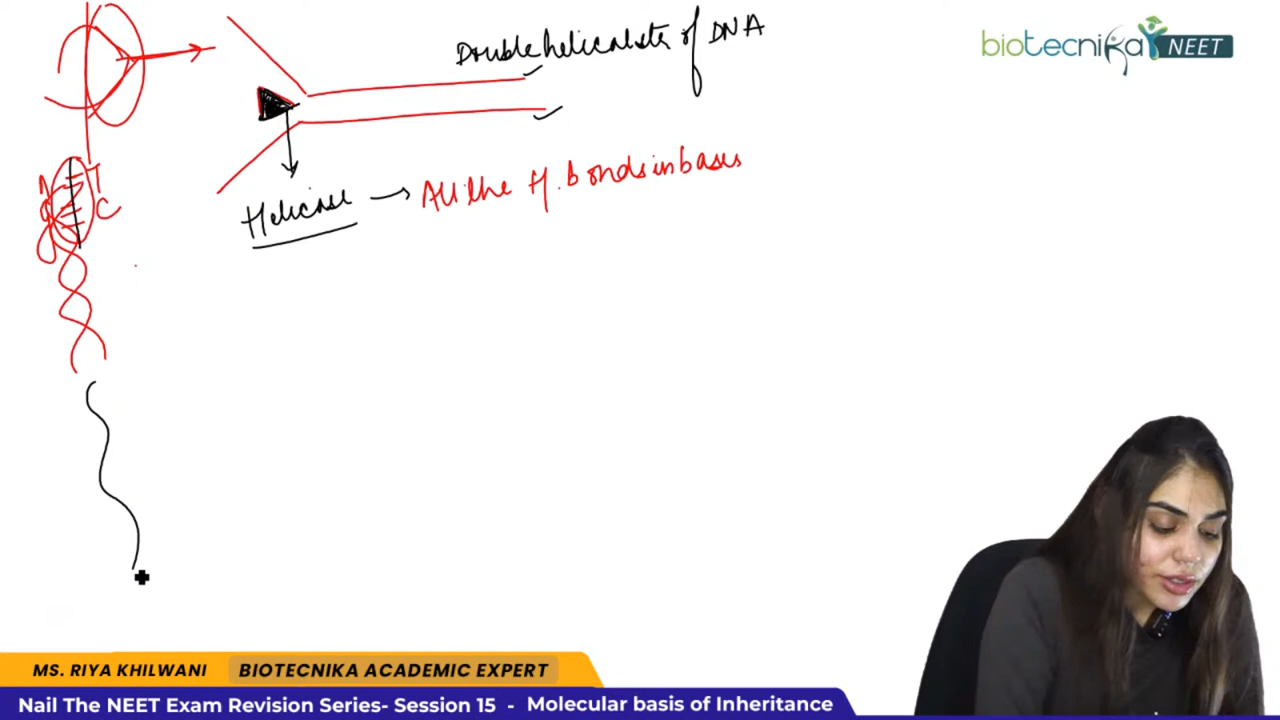 Double helical state of DNA
biotecnika NEET
T
C
Helicase → All the H. bonds in bases
MS. RIYA KHILWANI BIOTECNIKA ACADEMIC EXPERT
Nail The NEET Exam Revision Series- Session 15 - Molecular basis of Inheritance